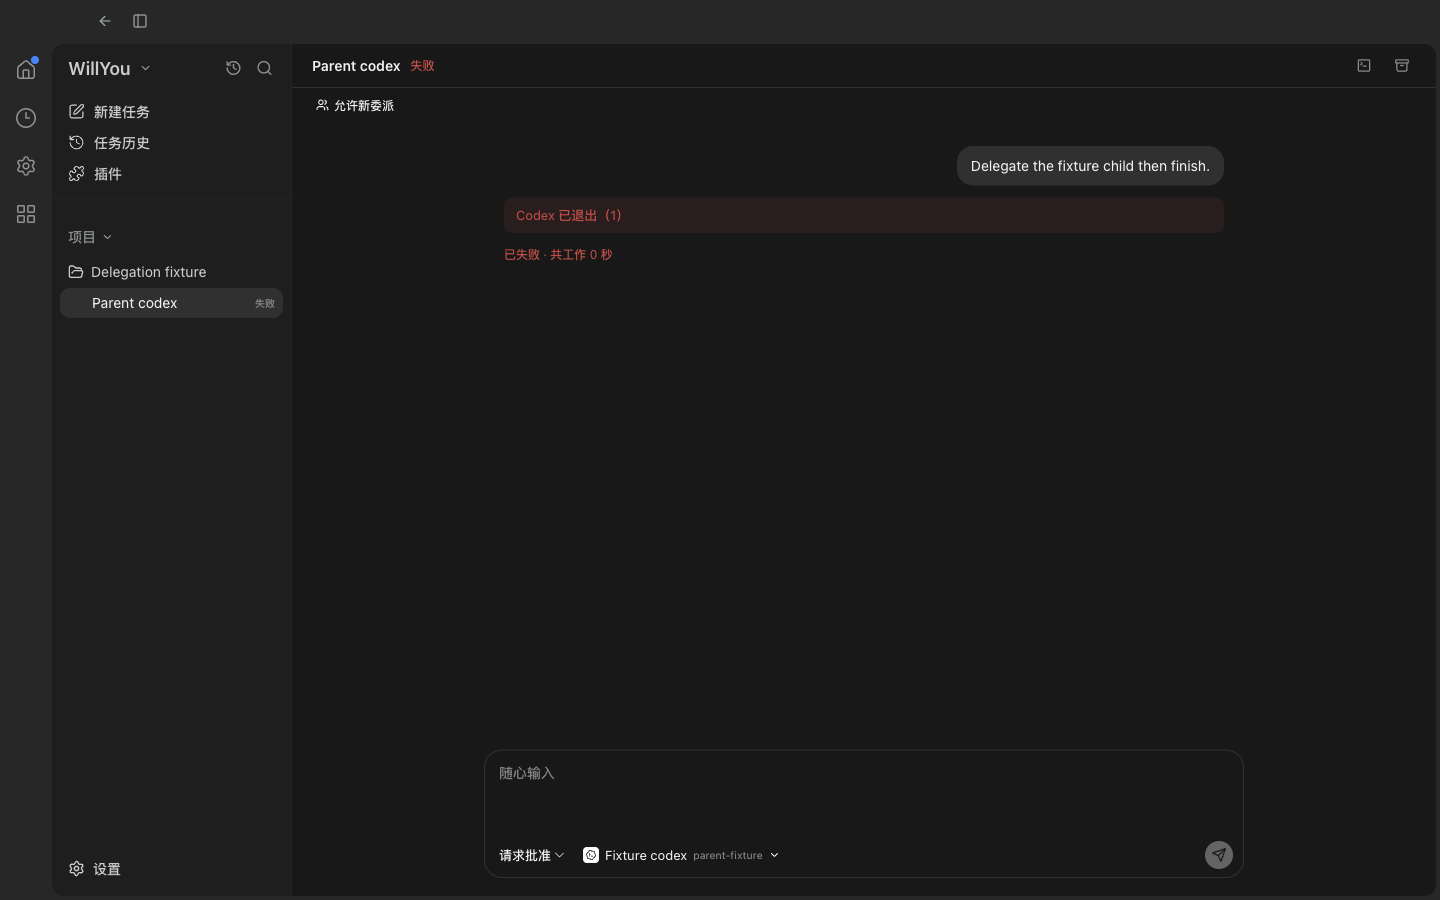 WillYou
新建任务
任务历史
插件
项目
Delegation fixture
Parent codex 失败
设置
Parent codex 失败
允许新委派
Delegate the fixture child then finish.
Codex 已退出（1）
已失败 · 共工作 0 秒
随心输入
请求批准 Fixture codex parent-fixture